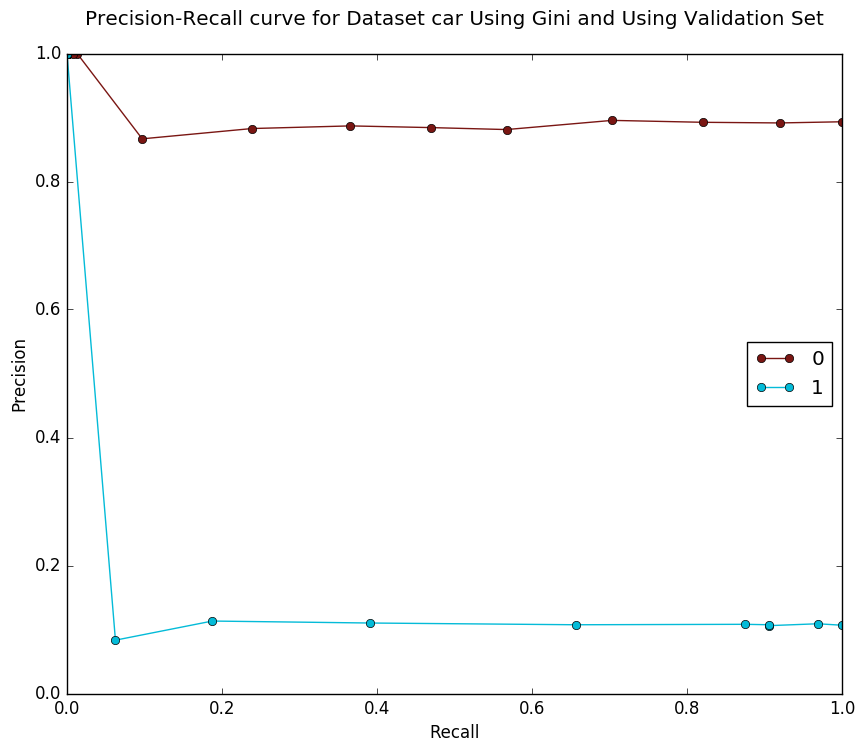 Precision-Recall curve for Dataset car Using Gini and Using Validation Set
1.0
0.8
0.6
0.4
0.2
0.0
Precision
0
1
0.0 0.2 0.4 0.6 0.8 1.0
Recall